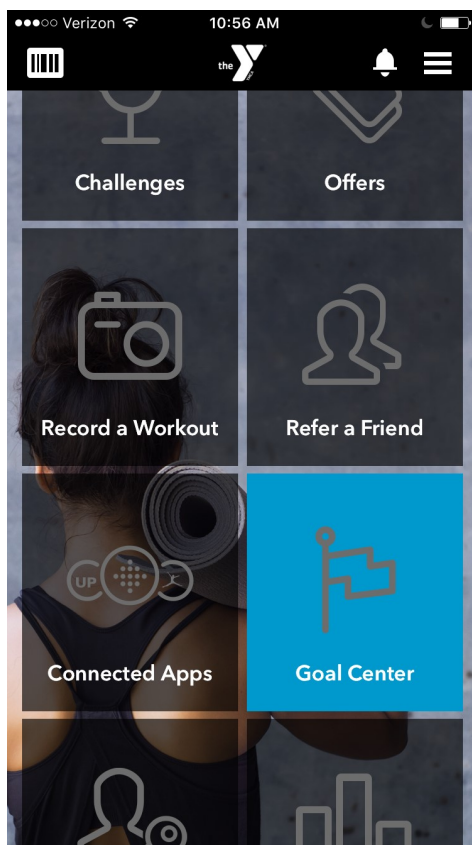 Verizon
10:56 AM
the Y
Challenges
Offers
Record a Workout
Refer a Friend
UP
Connected Apps
Goal Center